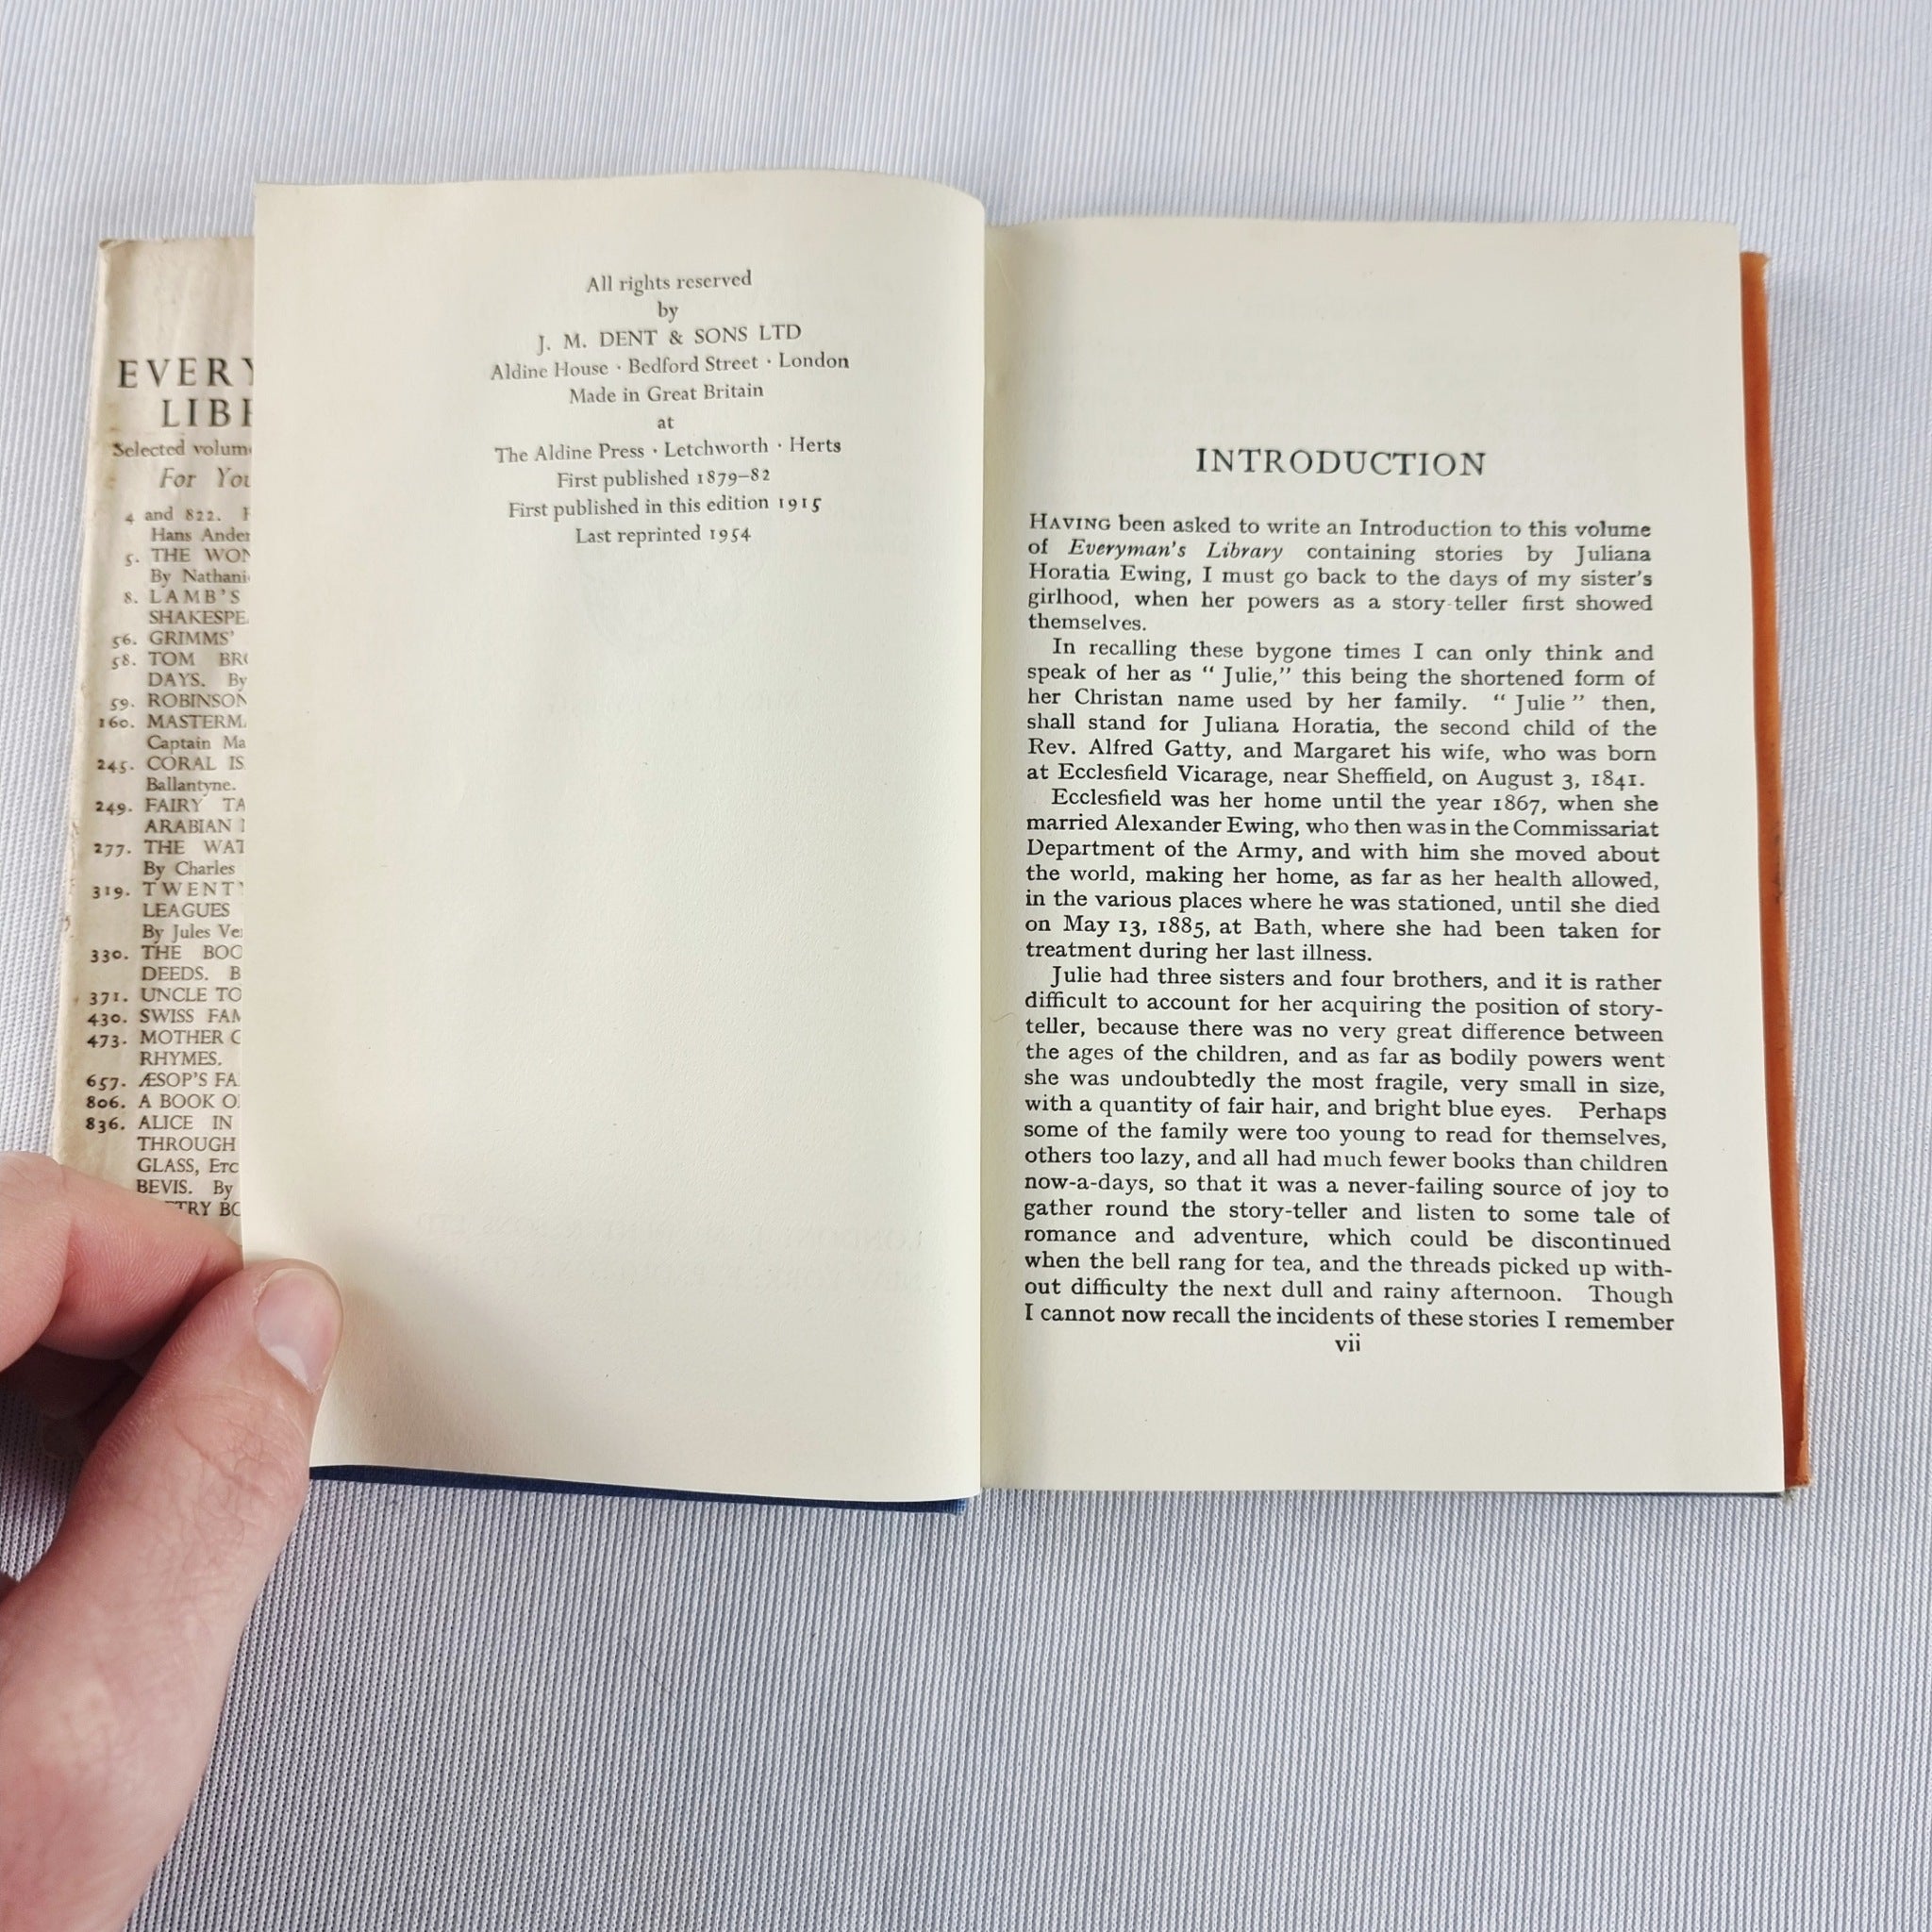 EVERY
LIB
Selected volum
For You
4 and 822.
Hans Ander
5. THE WON
By Nathani
8. LAMB'S
SHAKESPE
56. GRIMMS'
58. TOM BRO
DAYS. By
59. ROBINSON
160. MASTERMA
Captain Ma
245. CORAL IS
Ballantyne.
249. FAIRY TA
ARABIAN
277. THE WAT
By Charles
319. TWENTY
LEAGUES
By Jules Ve
330. THE BOO
DEEDS. B
371. UNCLE TO
430. SWISS FAM
473. MOTHER G
RHYMES.
657. ÆSOP'S FA
806. A BOOK O
836. ALICE IN
THROUGH
GLASS, ETC
BEVIS. By
TRY BO
All rights reserved
by
J. M. DENT & SONS LTD
Aldine House · Bedford Street · London
Made in Great Britain
at
The Aldine Press · Letchworth · Herts
First published 1879–82
First published in this edition 1915
Last reprinted 1954
INTRODUCTION
HAVING been asked to write an Introduction to this volume
of Everyman's Library containing stories by Juliana
Horatia Ewing, I must go back to the days of my sister's
girlhood, when her powers as a story-teller first showed
themselves.
In recalling these bygone times I can only think and
speak of her as " Julie," this being the shortened form of
her Christan name used by her family. " Julie " then,
shall stand for Juliana Horatia, the second child of the
Rev. Alfred Gatty, and Margaret his wife, who was born
at Ecclesfield Vicarage, near Sheffield, on August 3, 1841.
Ecclesfield was her home until the year 1867, when she
married Alexander Ewing, who then was in the Commissariat
Department of the Army, and with him she moved about
the world, making her home, as far as her health allowed,
in the various places where he was stationed, until she died
on May 13, 1885, at Bath, where she had been taken for
treatment during her last illness.
Julie had three sisters and four brothers, and it is rather
difficult to account for her acquiring the position of story-
teller, because there was no very great difference between
the ages of the children, and as far as bodily powers went
she was undoubtedly the most fragile, very small in size,
with a quantity of fair hair, and bright blue eyes. Perhaps
some of the family were too young to read for themselves,
others too lazy, and all had much fewer books than children
now-a-days, so that it was a never-failing source of joy to
gather round the story-teller and listen to some tale of
romance and adventure, which could be discontinued
when the bell rang for tea, and the threads picked up with-
out difficulty the next dull and rainy afternoon. Though
I cannot now recall the incidents of these stories I remember
vii